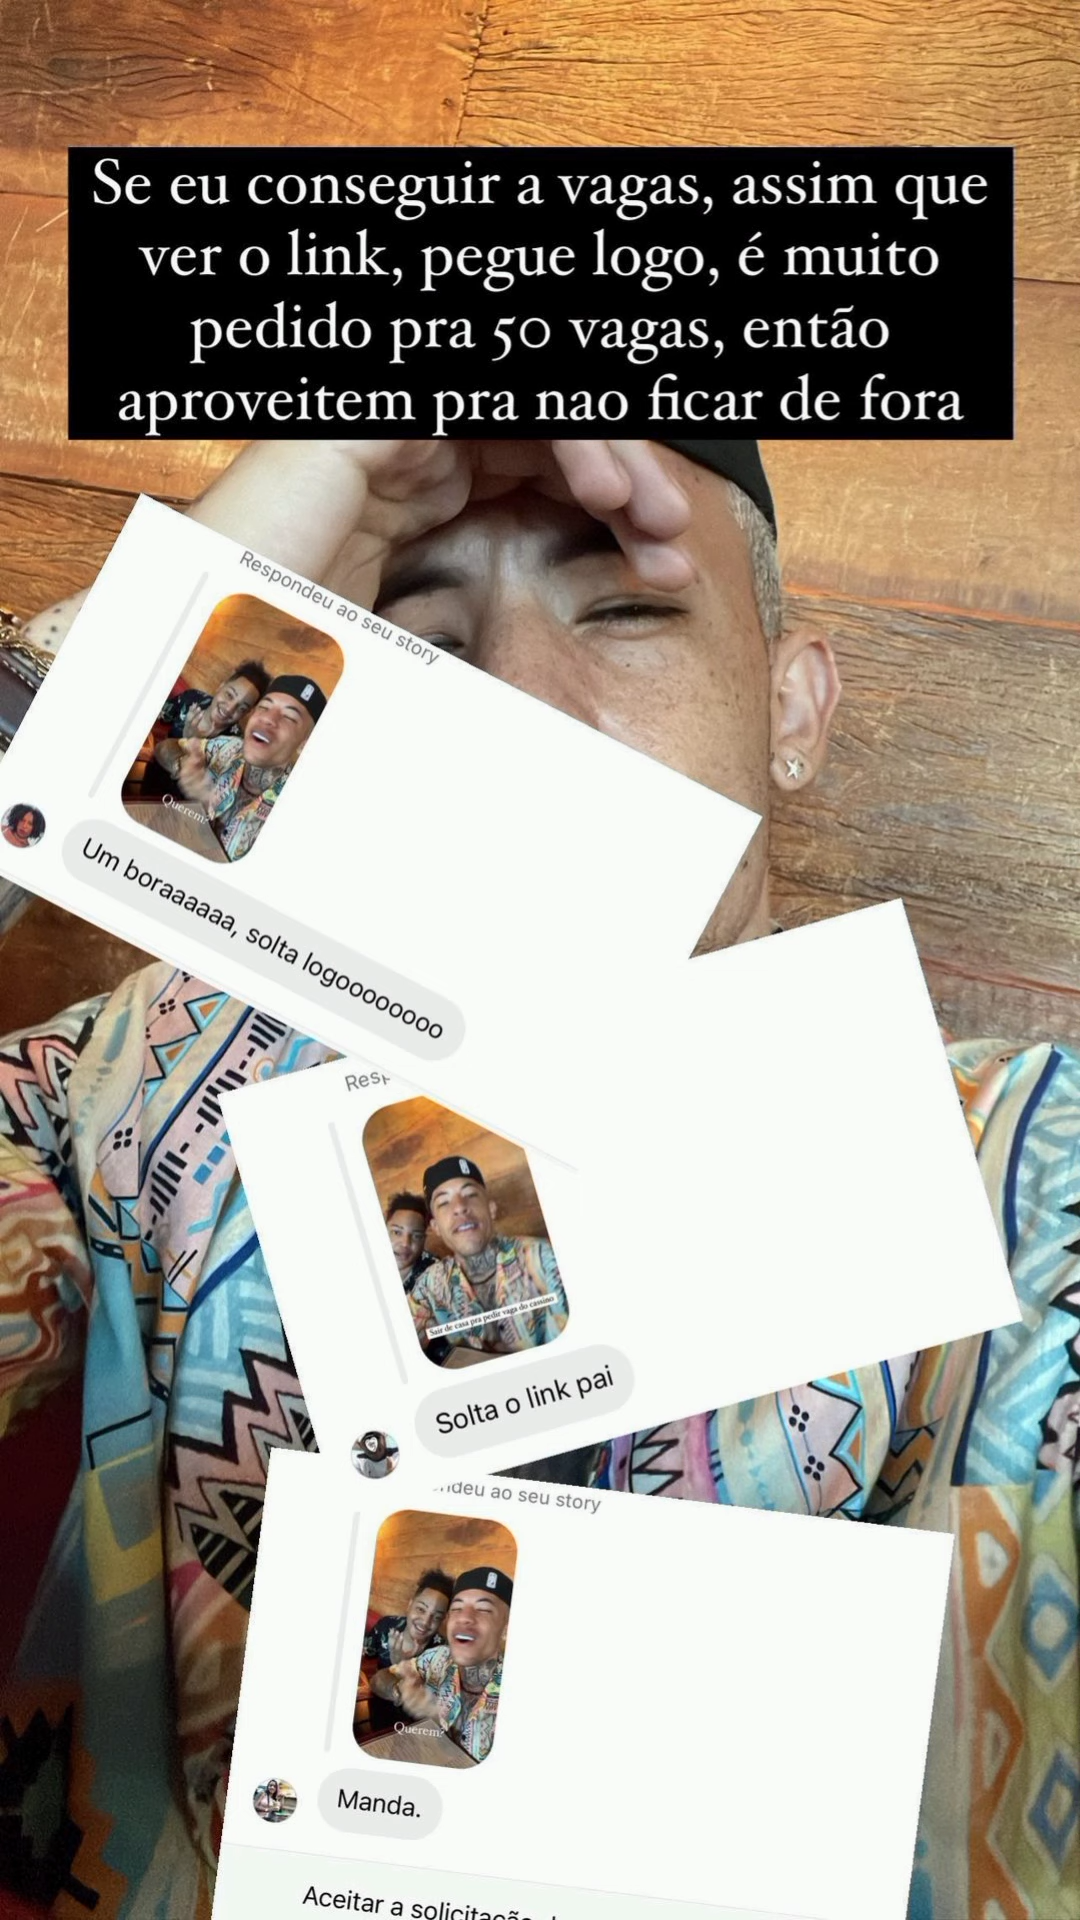 Se eu conseguir a vagas, assim que
ver o link, pegue logo, é muito
pedido pra 50 vagas, então
aproveitem pra nao ficar de fora
Respondeu ao seu story
Querem?
Um boraaaaaa, solta logoooooooo
Sair de casa pra pedir vaga do cassino
Solta o link pai
ao seu story
Querem?
Manda.
Aceitar a solicitação